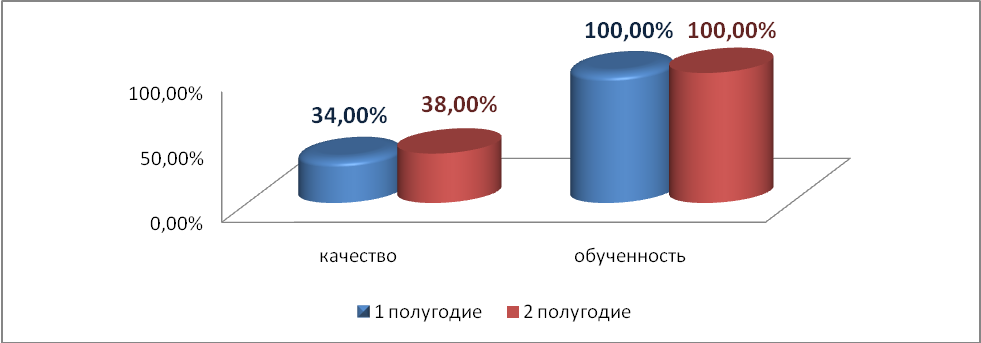 100,00% 100,00%
34,00% 38,00%
100,00%
50,00%
0,00%
качество обученность
1 полугодие 2 полугодие